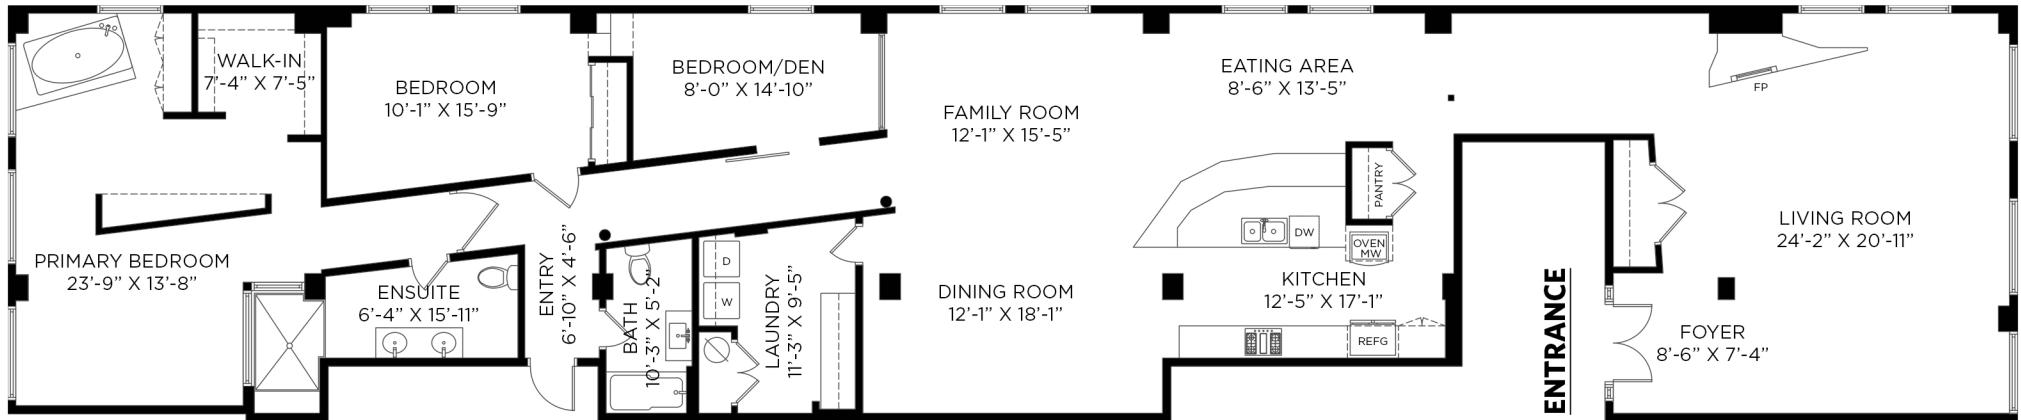 WALK-IN
7'-4" X 7'-5"
BEDROOM
10'-1" X 15'-9"
BEDROOM/DEN
8'-0" X 14'-10"
FAMILY ROOM
12'-1" X 15'-5"
EATING AREA
8'-6" X 13'-5"
FP
PANTRY
DW
OVEN
MW
LIVING ROOM
24'-2" X 20'-11"
PRIMARY BEDROOM
23'-9" X 13'-8"
ENSUITE
6'-4" X 15'-11"
ENTRY
6'-10" X 4'-6"
BATH
10'-3" X 5'-2"
D
W
LAUNDRY
11'-3" X 9'-5"
DINING ROOM
12'-1" X 18'-1"
KITCHEN
12'-5" X 17'-1"
REFG
ENTRANCE
FOYER
8'-6" X 7'-4"